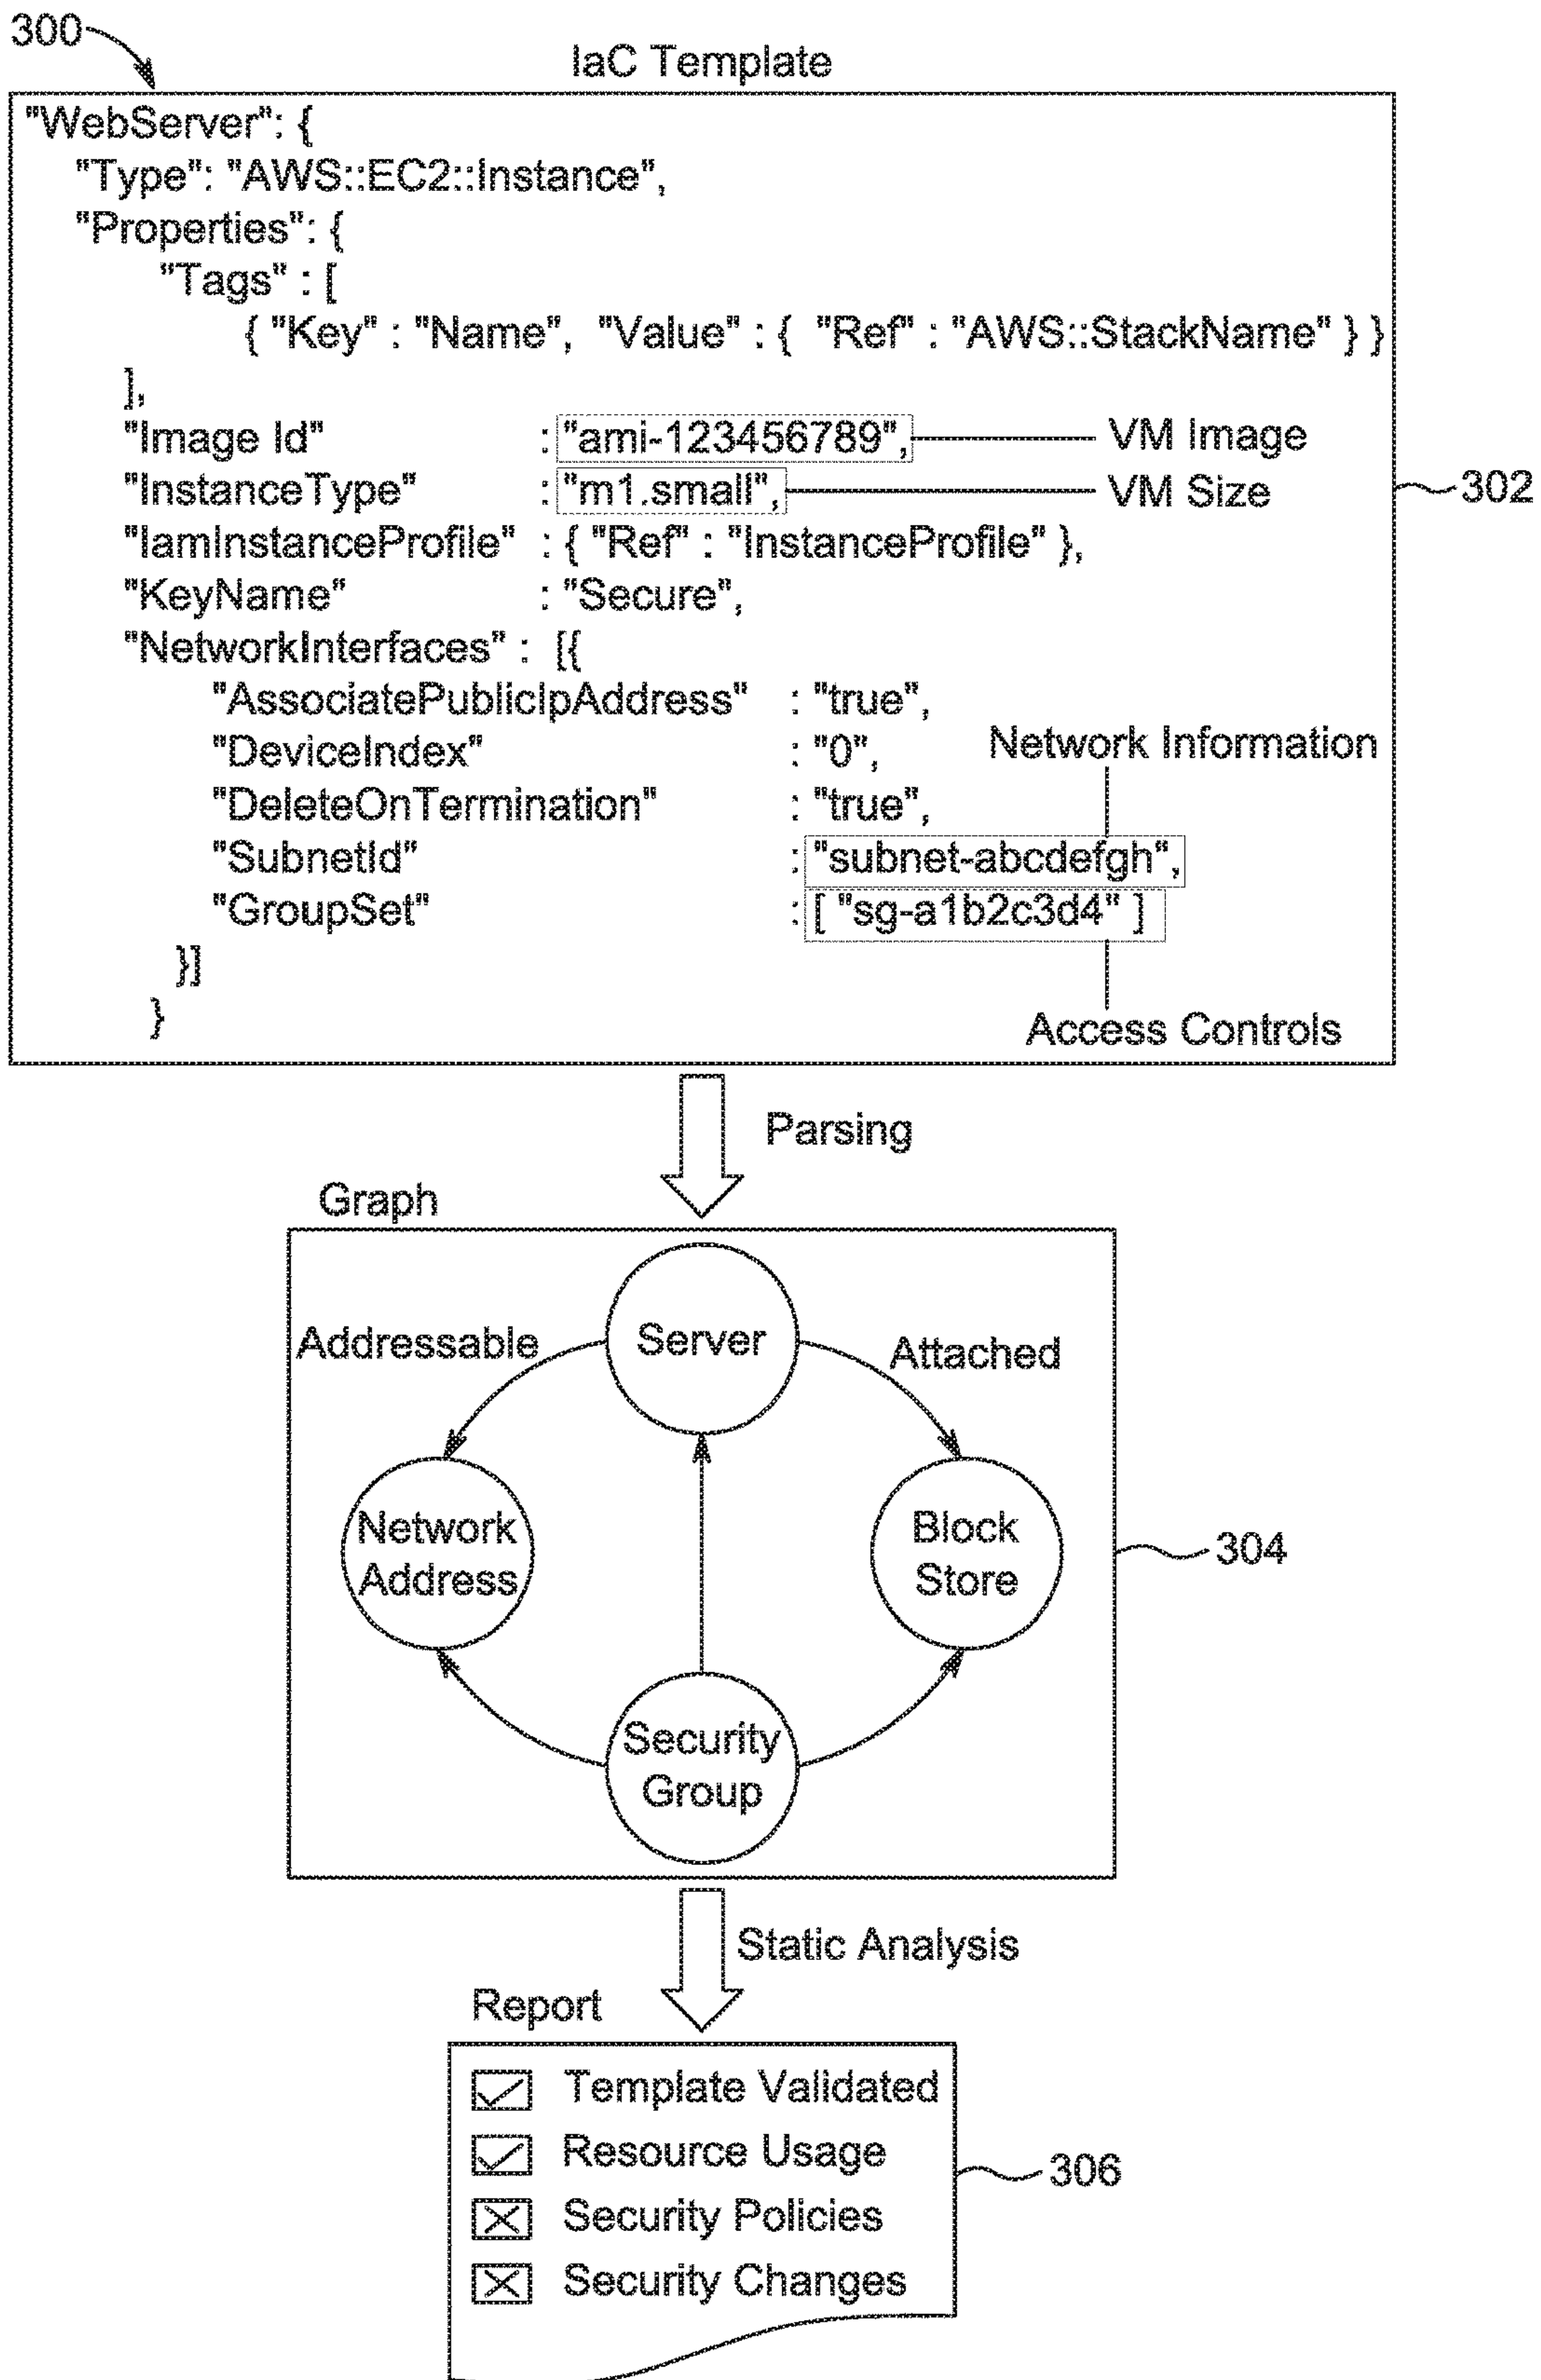 300
IaC Template
"WebServer": {
"Type": "AWS::EC2::Instance",
"Properties": {
"Tags" : [
{ "Key" : "Name", "Value" : { "Ref" : "AWS::StackName" } }
],
"Image Id" : "ami-123456789", VM Image
"InstanceType" : "m1.small", VM Size
302
"IamInstanceProfile" : { "Ref" : "InstanceProfile" },
"KeyName" : "Secure",
"NetworkInterfaces" : [{
"AssociatePublicIpAddress" : "true",
"DeviceIndex" : "0",
Network Information
"DeleteOnTermination" : "true",
"SubnetId" : "subnet-abcdefgh",
"GroupSet" : [ "sg-a1b2c3d4" ]
}]
}
Access Controls
Parsing
Graph
Server
Addressable
Attached
Network
Address
Block
Store
304
Security
Group
Static Analysis
Report
Template Validated
Resource Usage
306
Security Policies
Security Changes